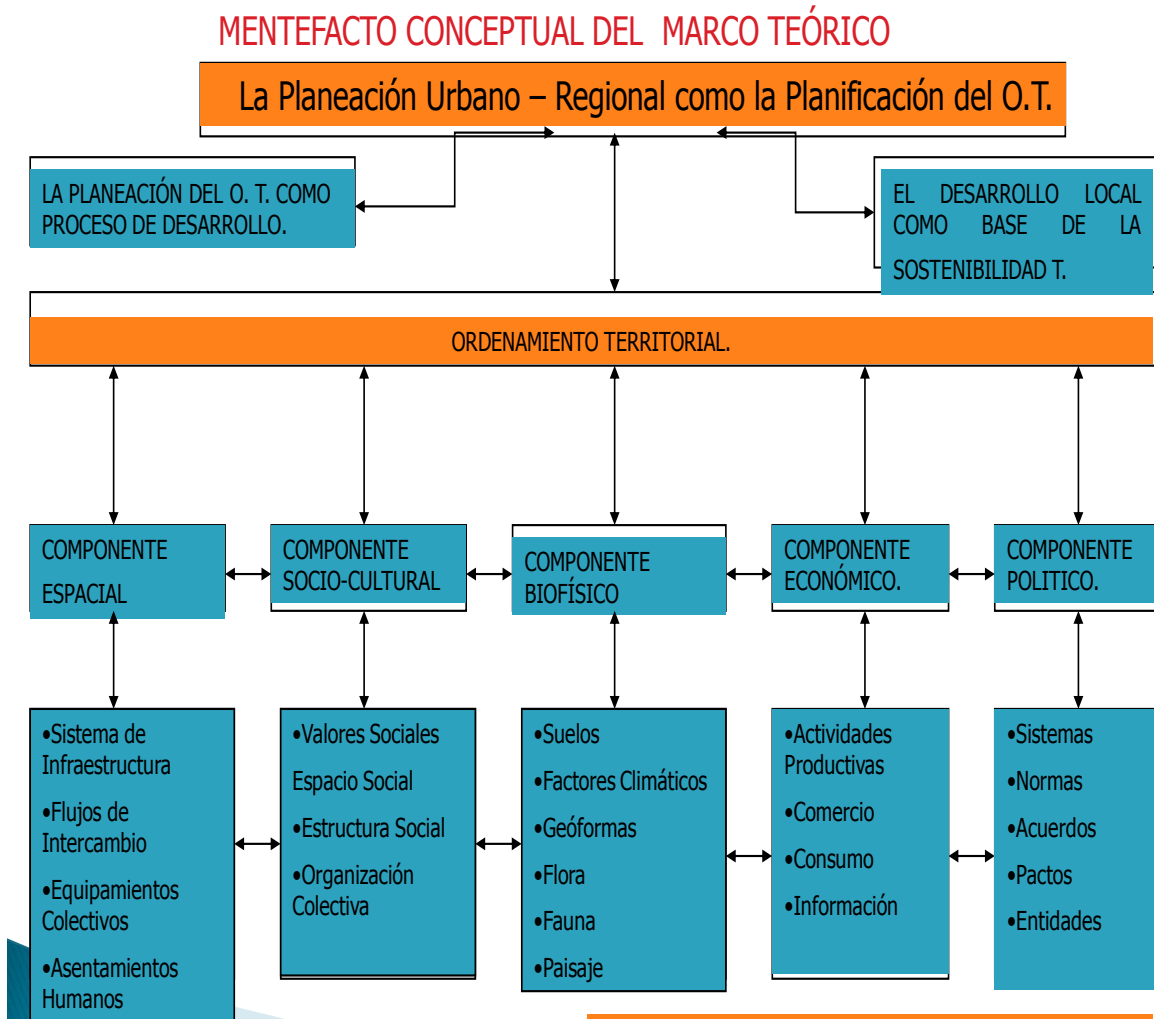 MENTEFACTO CONCEPTUAL DEL MARCO TEÓRICO
La Planeación Urbano – Regional como la Planificación del O.T.
LA PLANEACIÓN DEL O. T. COMO
PROCESO DE DESARROLLO.
EL DESARROLLO LOCAL
COMO BASE DE LA
SOSTENIBILIDAD T.
ORDENAMIENTO TERRITORIAL.
COMPONENTE
ESPACIAL
COMPONENTE
SOCIO-CULTURAL
COMPONENTE
BIOFÍSICO
COMPONENTE
ECONÓMICO.
COMPONENTE
POLITICO.
•Sistema de
Infraestructura
•Flujos de
Intercambio
•Equipamientos
Colectivos
•Asentamientos
Humanos
•Valores Sociales
Espacio Social
•Estructura Social
•Organización
Colectiva
•Suelos
•Factores Climáticos
•Geóformas
•Flora
•Fauna
•Paisaje
•Actividades
Productivas
•Comercio
•Consumo
•Información
•Sistemas
•Normas
•Acuerdos
•Pactos
•Entidades